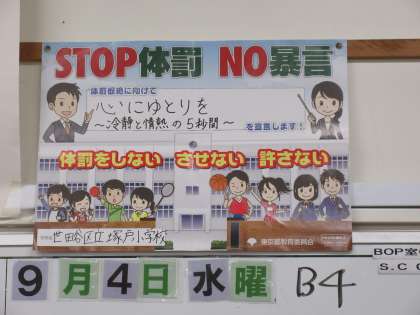 STOP体罰 NO暴言
体罰根絶に向けて
心にゆとりを
～冷静と情熱の5秒間～
を宣言します!
体罰をしない させない 許さない
世田谷区立塚戸小学校
東京都教育委員会
9月4日水曜 B4
BOP室
S.C